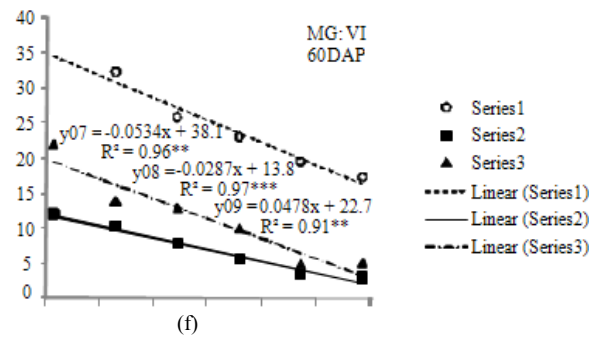 40
35
30
25
20
15
10
5
0
MG: VI
60DAP
y07 = -0.0534x + 38.1
R² = 0.96**
y08 = -0.0287x + 13.8
R² = 0.97***
y09 = 0.0478x + 22.7
R² = 0.91**
Series1
Series2
Series3
Linear (Series1)
Linear (Series2)
Linear (Series3)
(f)